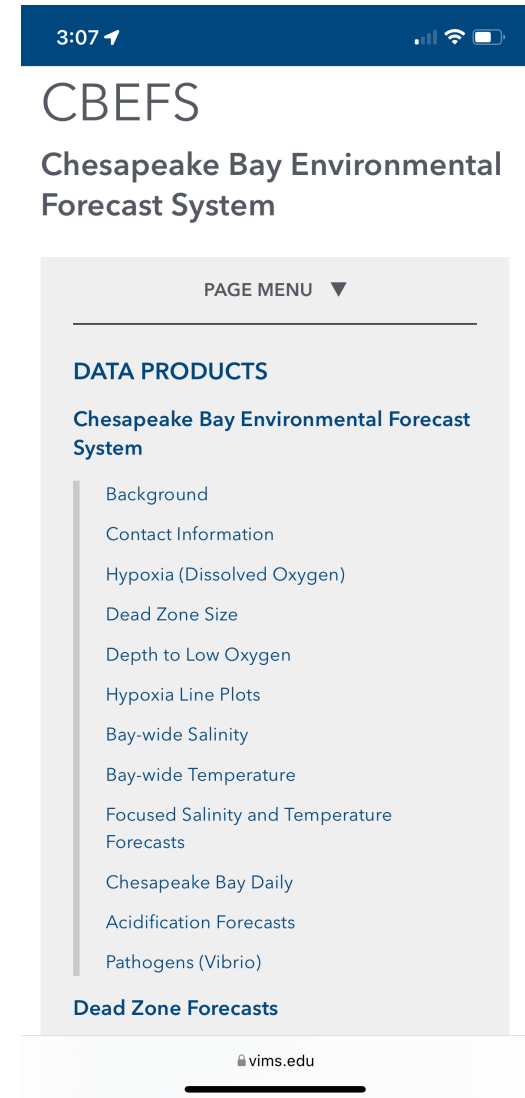 3:07
CBEFS
Chesapeake Bay Environmental
Forecast System
PAGE MENU ▼
DATA PRODUCTS
Chesapeake Bay Environmental Forecast
System
Background
Contact Information
Hypoxia (Dissolved Oxygen)
Dead Zone Size
Depth to Low Oxygen
Hypoxia Line Plots
Bay-wide Salinity
Bay-wide Temperature
Focused Salinity and Temperature
Forecasts
Chesapeake Bay Daily
Acidification Forecasts
Pathogens (Vibrio)
Dead Zone Forecasts
vims.edu